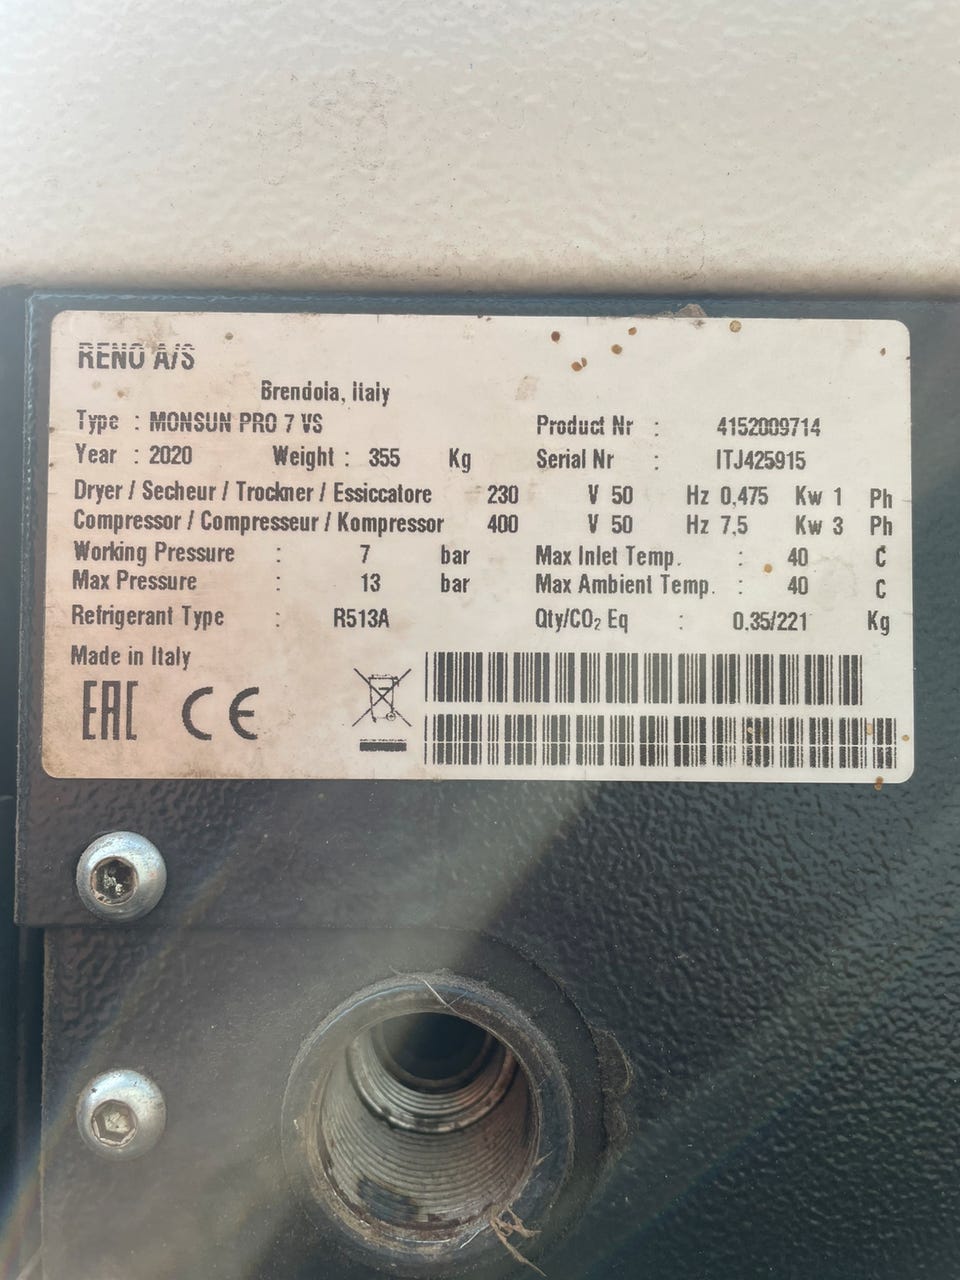 RENO A/S
Brendola, Italy
Type : MONSUN PRO 7 VS Product Nr : 4152009714
Year : 2020 Weight : 355 Kg Serial Nr : ITJ425915
Dryer / Secheur / Trockner / Essiccatore 230 V 50 Hz 0,475 Kw 1 Ph
Compressor / Compresseur / Kompressor 400 V 50 Hz 7,5 Kw 3 Ph
Working Pressure : 7 bar Max Inlet Temp. : 40 C
Max Pressure : 13 bar Max Ambient Temp. : 40 C
Refrigerant Type : R513A Qty/CO₂ Eq : 0.35/221 Kg
Made in Italy
EAC CE